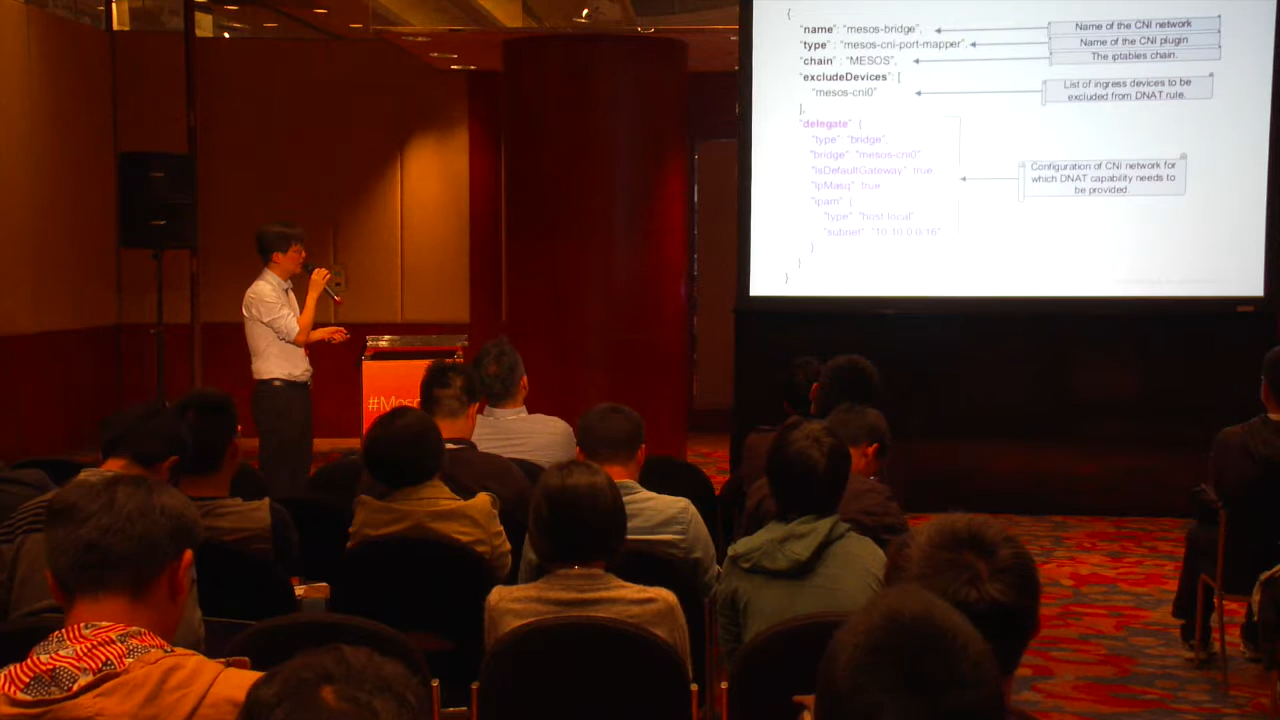 {
"name": "mesos-bridge",
"type" : "mesos-cni-port-mapper",
"chain" : "MESOS",
"excludeDevices": [
"mesos-cni0"
],
"delegate": {
"type": "bridge",
"bridge": "mesos-cni0"
"isDefaultGateway": true,
"ipMasq": true
"ipam": {
"type": "host-local"
"subnet": "10.10.0.0/16"
}
}
}
Name of the CNI network
Name of the CNI plugin
The iptables chain.
List of ingress devices to be
excluded from DNAT rule.
Configuration of CNI network for
which DNAT capability needs to
be provided.